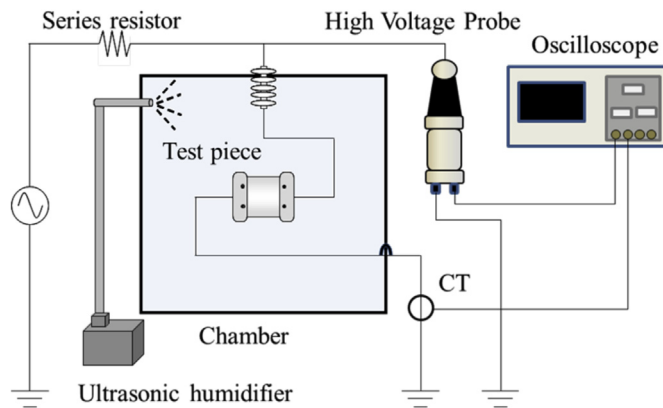 Series resistor
High Voltage Probe
Oscilloscope
Test piece
CT
Chamber
Ultrasonic humidifier